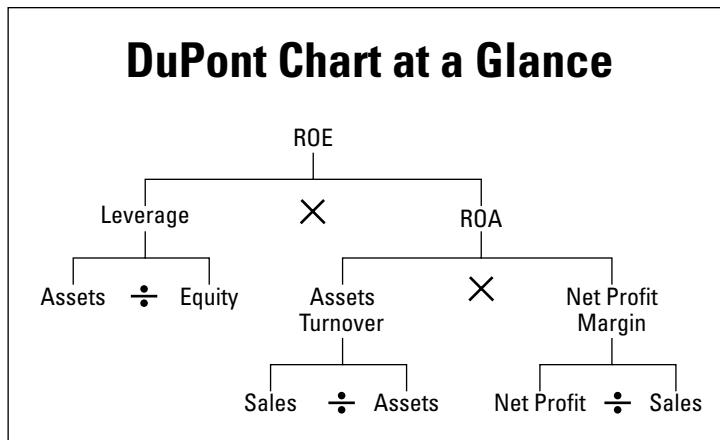 DuPont Chart at a Glance
ROE
Leverage × ROA
Assets ÷ Equity Assets Turnover × Net Profit Margin
Sales ÷ Assets Net Profit ÷ Sales